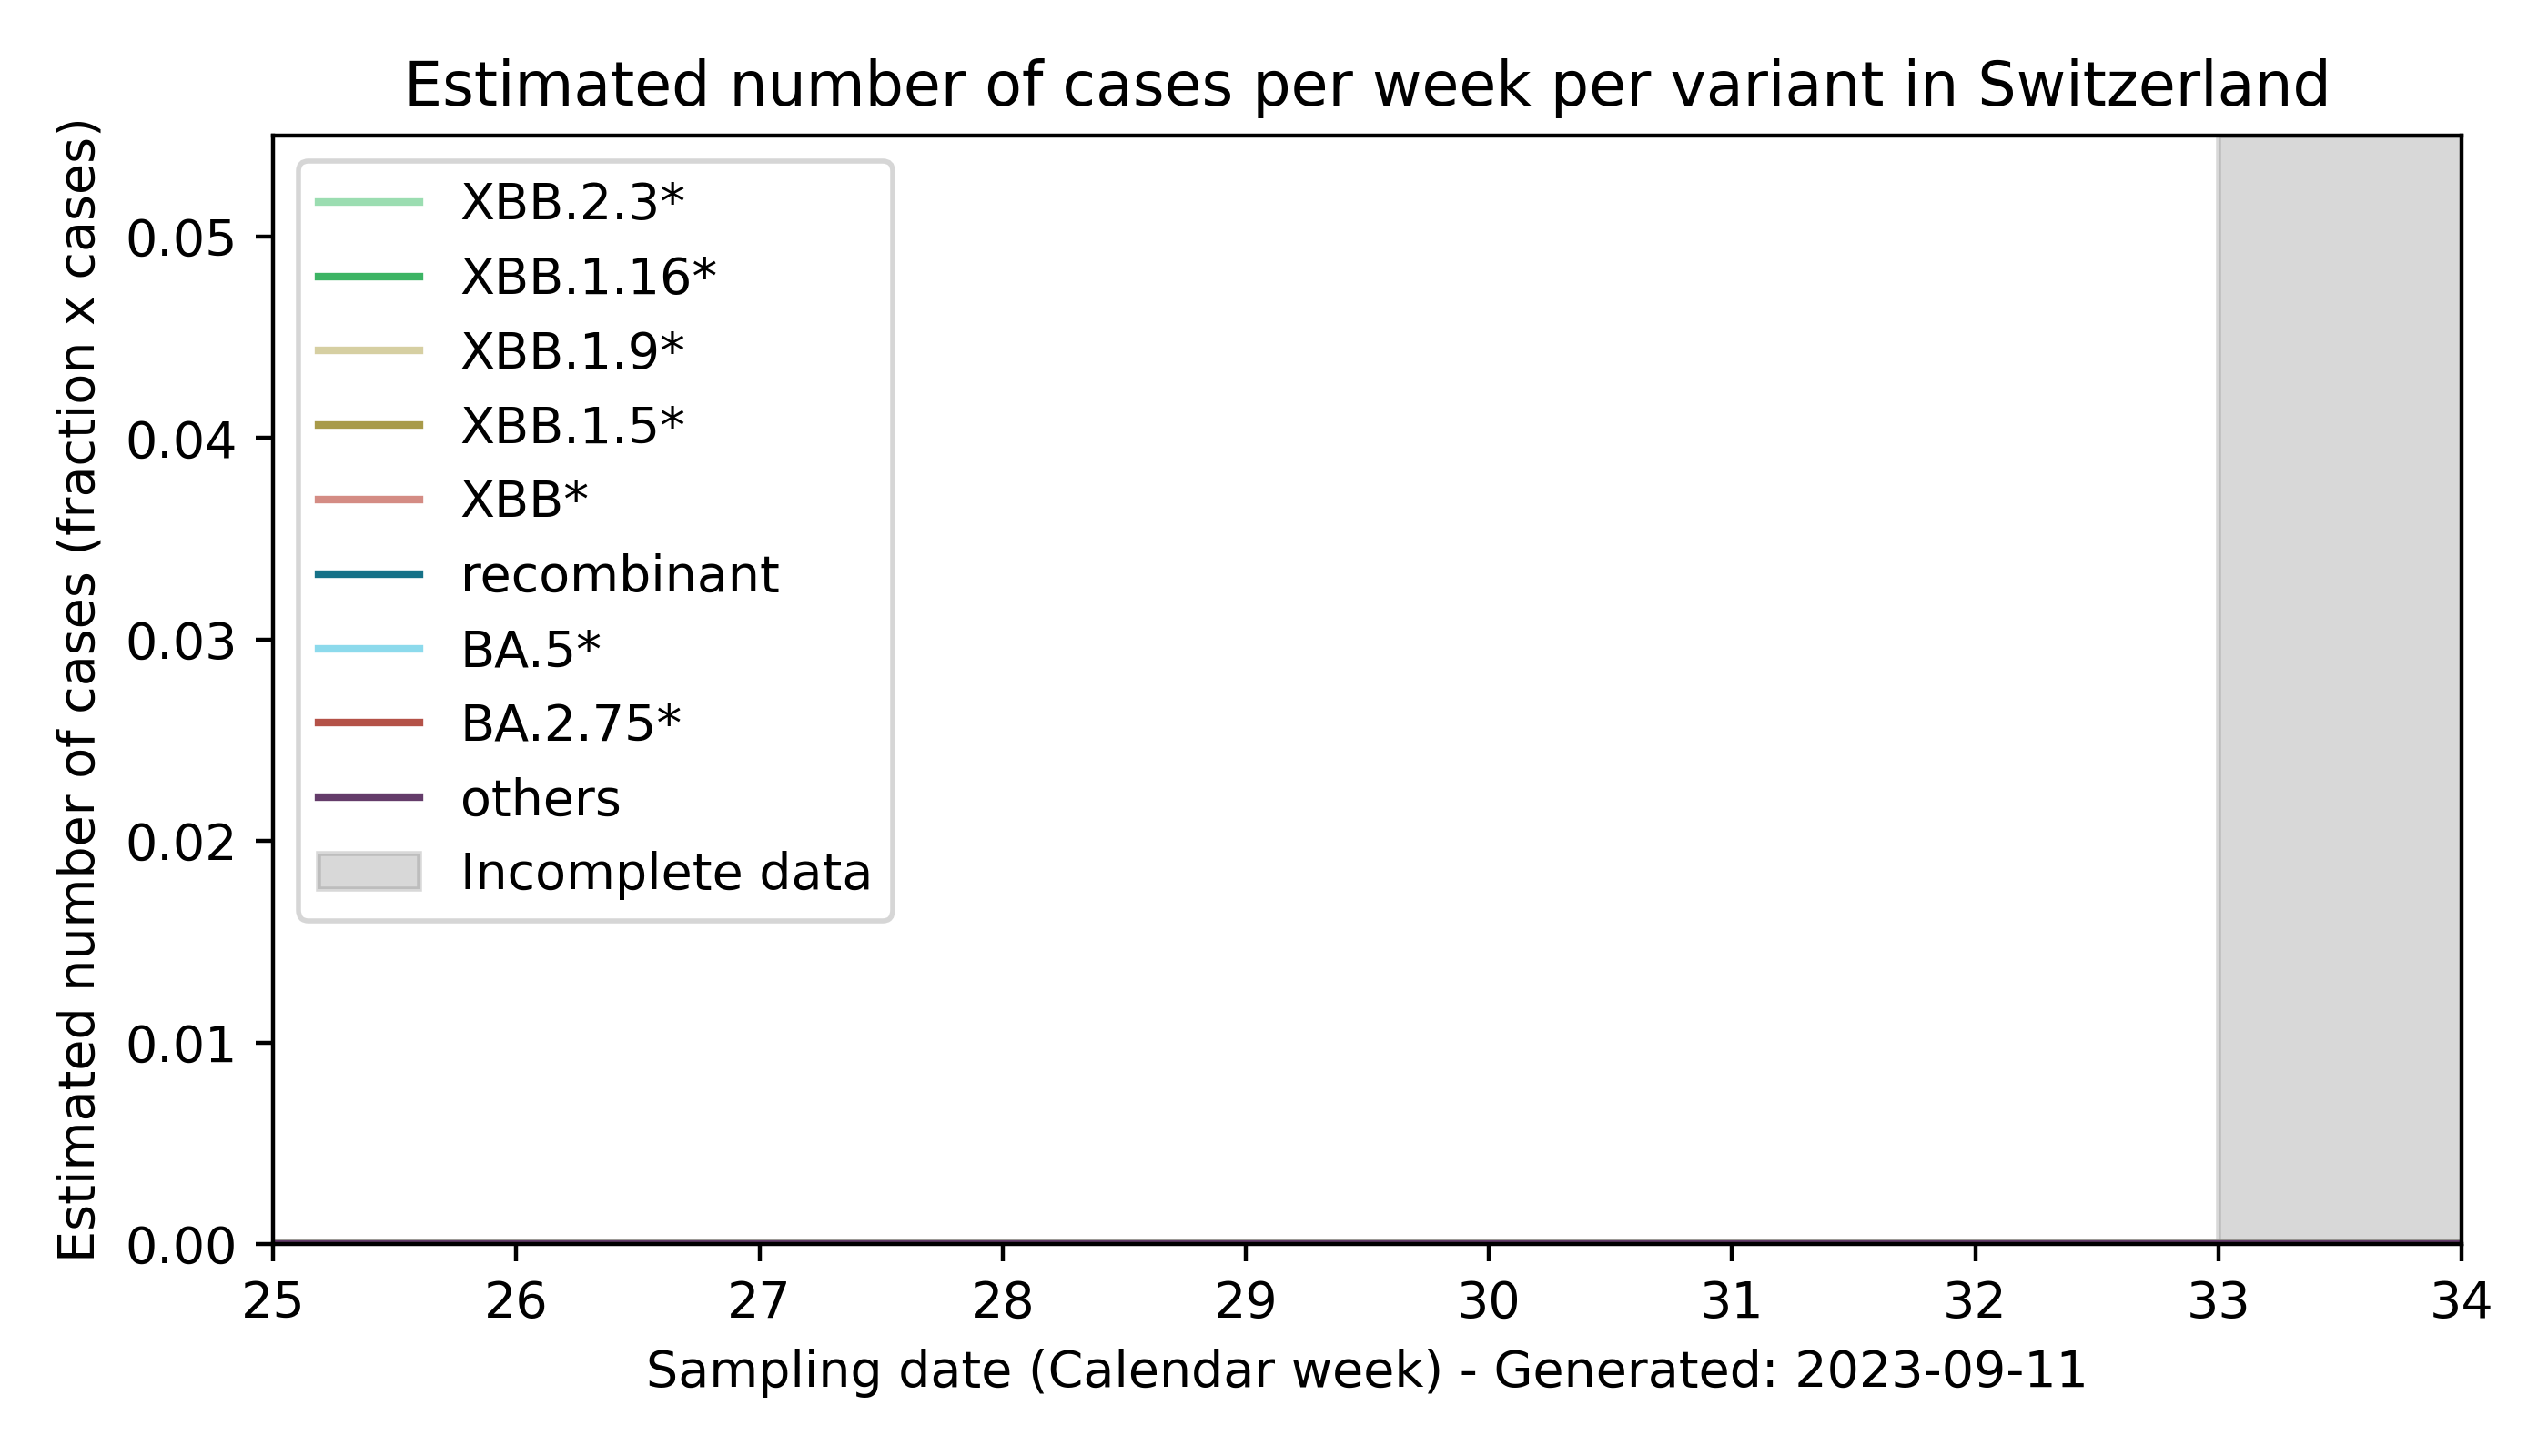 Estimated number of cases per week per variant in Switzerland
Estimated number of cases (fraction x cases)
0.05
0.04
0.03
0.02
0.01
0.00
XBB.2.3*
XBB.1.16*
XBB.1.9*
XBB.1.5*
XBB*
recombinant
BA.5*
BA.2.75*
others
Incomplete data
25 26 27 28 29 30 31 32 33 34
Sampling date (Calendar week) - Generated: 2023-09-11